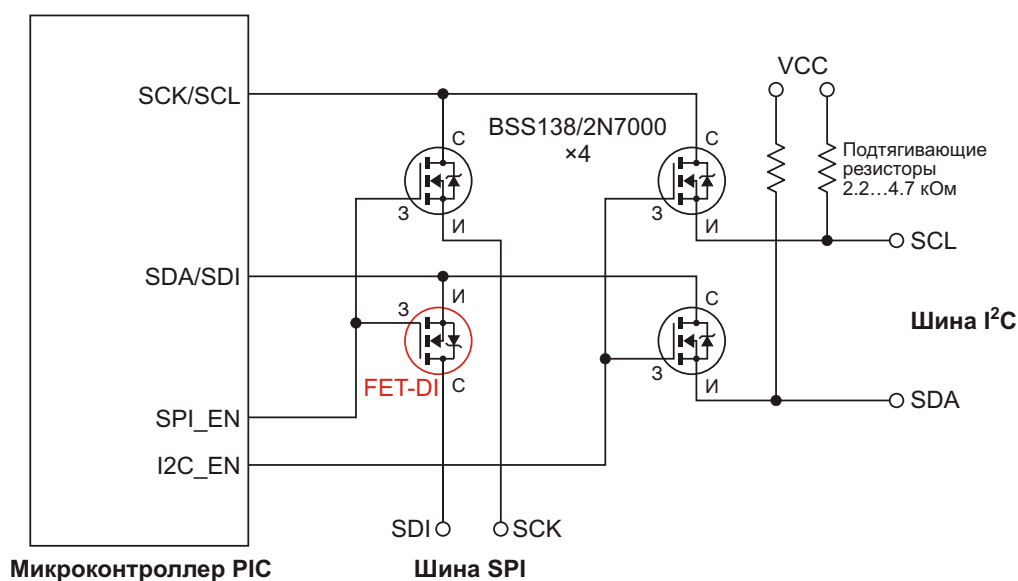 VCC
SCK/SCL
BSS138/2N7000
×4
С
С
Подтягивающие
резисторы
2.2...4.7 кОм
З
И
З
И
SCL
SDA/SDI
И
С
З
Шина I²C
FET-DI
С
З
И
SDA
SPI_EN
I2C_EN
SDI
SCK
Микроконтроллер PIC
Шина SPI